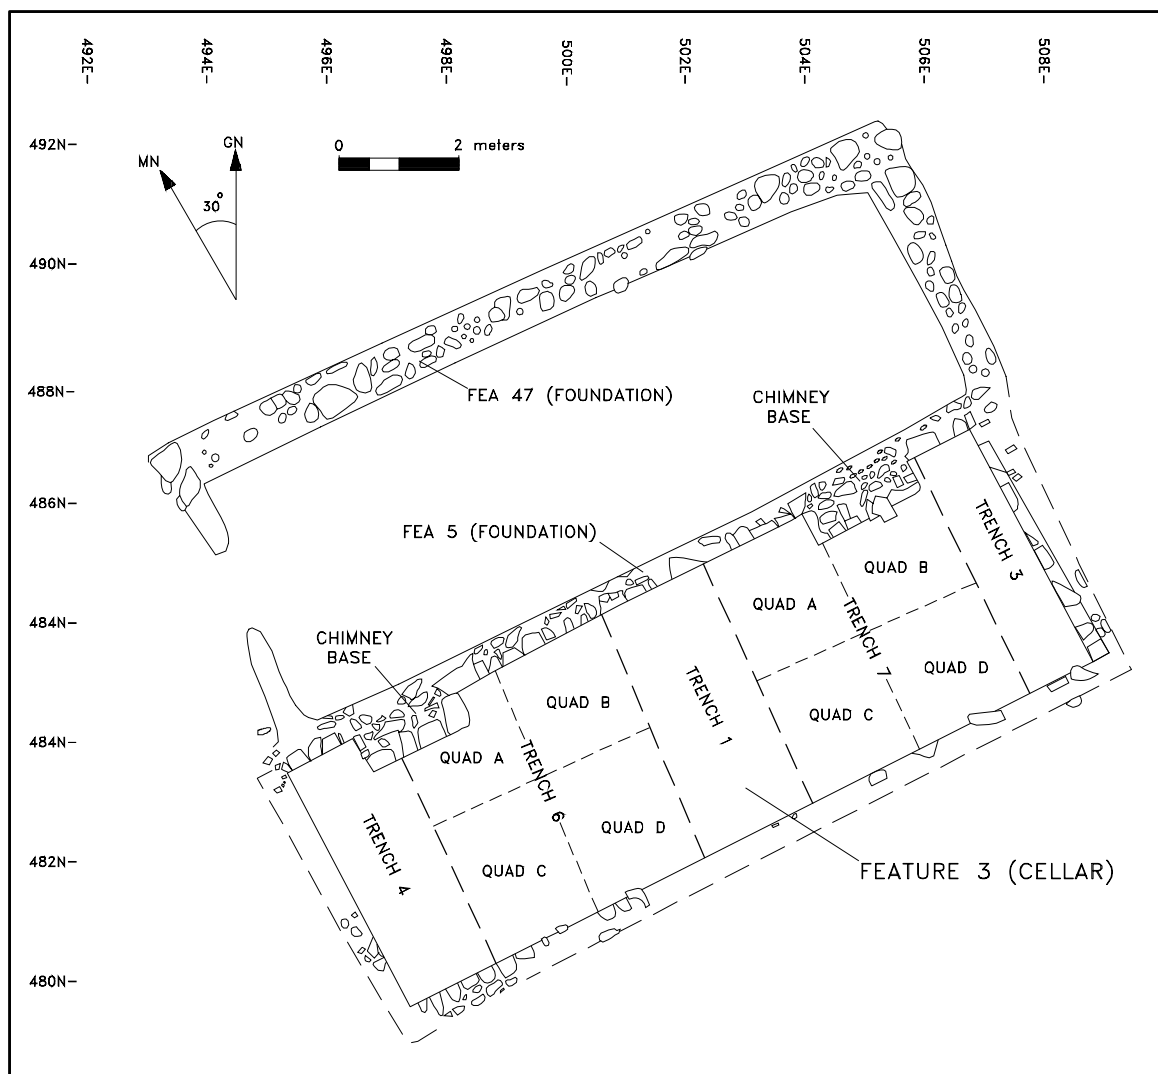 492E-
494E-
496E-
498E-
500E-
502E-
504E-
506E-
508E-
492N-
490N-
488N-
486N-
484N-
484N-
482N-
480N-
MN
GN
30°
0 2 meters
FEA 47 (FOUNDATION)
CHIMNEY
BASE
FEA 5 (FOUNDATION)
CHIMNEY
BASE
TRENCH 3
QUAD B
QUAD A
TRENCH 7
QUAD D
QUAD C
TRENCH 1
QUAD B
QUAD A
TRENCH 6
QUAD D
QUAD C
TRENCH 4
FEATURE 3 (CELLAR)